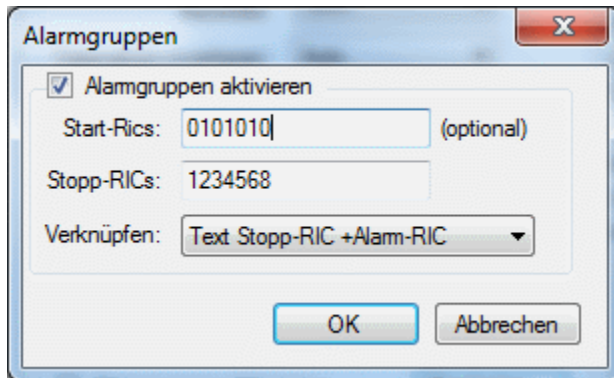 Alarmgruppen
Alarmgruppen aktivieren
Start-Rics: 0101010 (optional)
Stopp-RICs: 1234568
Verknüpfen: Text Stopp-RIC +Alarm-RIC
OK Abbrechen